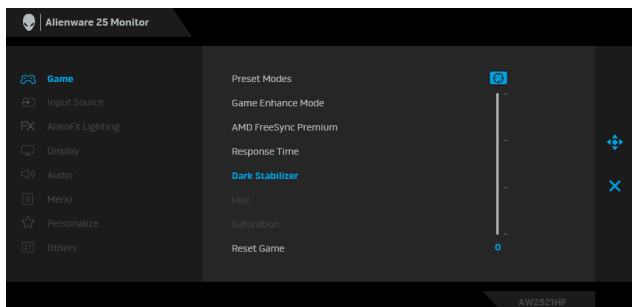 Alienware 25 Monitor
Game
Input Source
AlienFX Lighting
Display
Audio
Menu
Personalize
Others
Preset Modes
Game Enhance Mode
AMD FreeSync Premium
Response Time
Dark Stabilizer
Hue
Saturation
Reset Game
0
AW2521HF